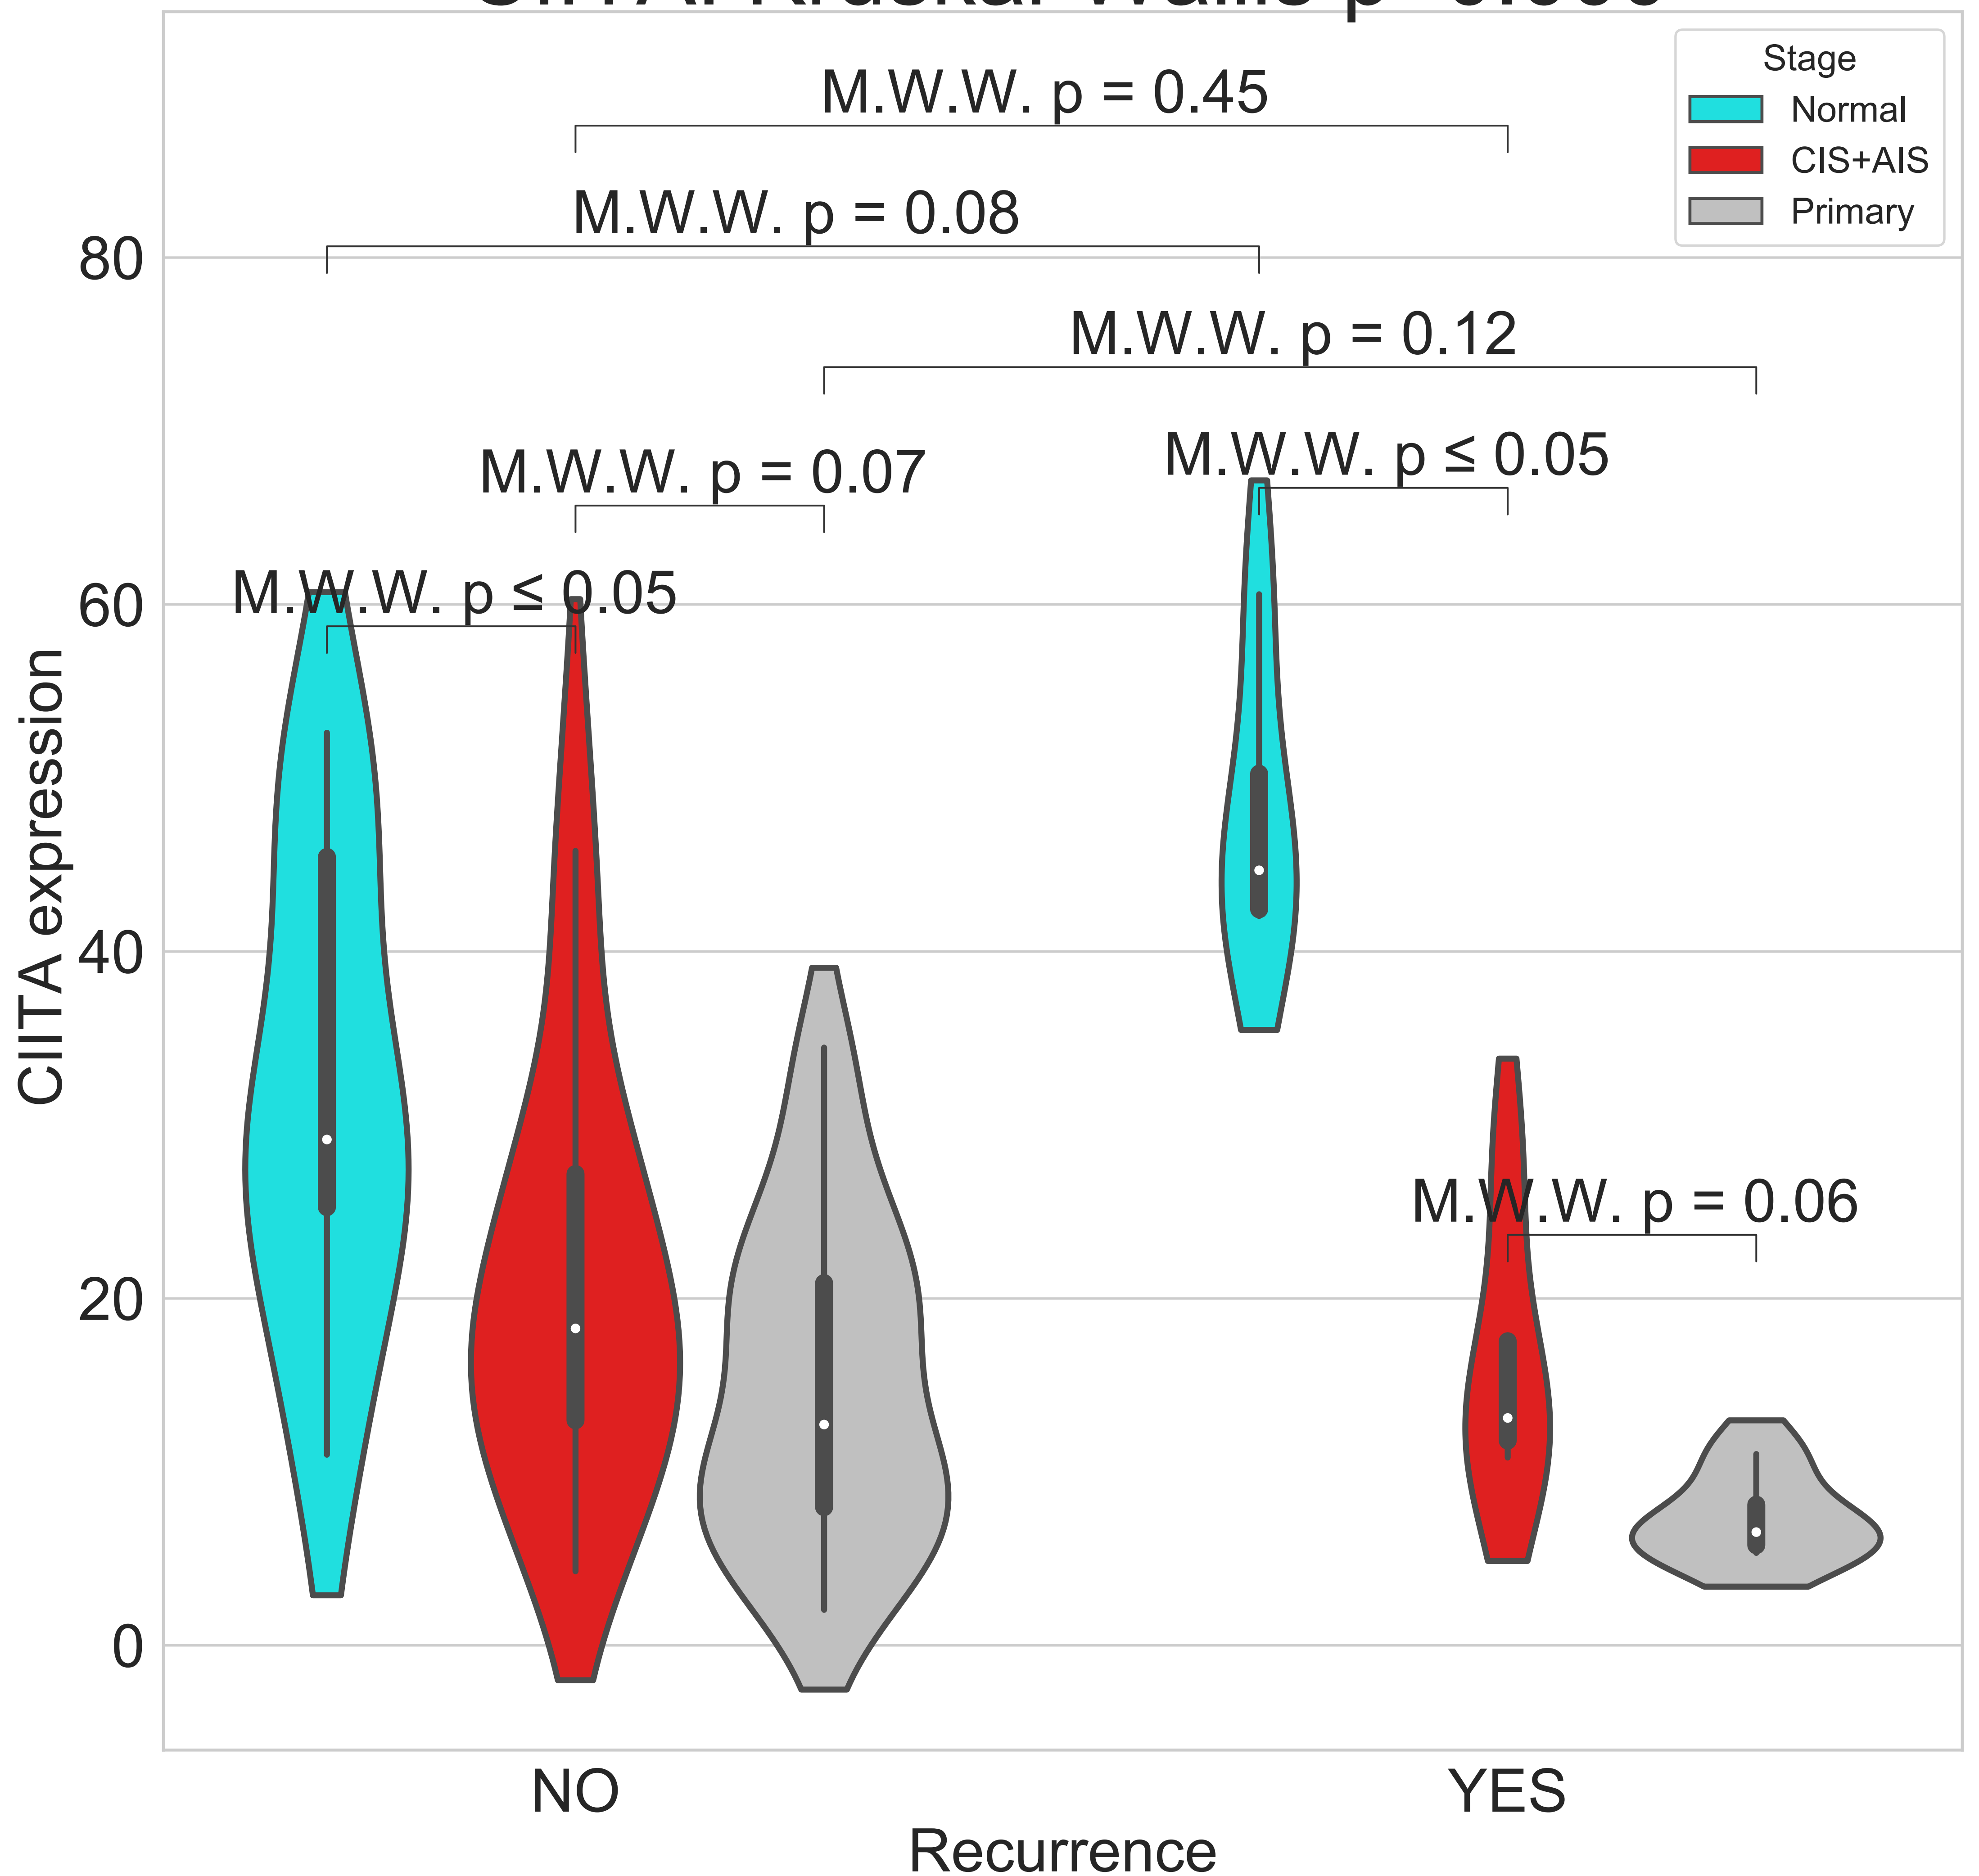 Stage
Normal
CIS+AIS
Primary
M.W.W. p = 0.45
M.W.W. p = 0.08
M.W.W. p = 0.12
M.W.W. p ≤ 0.05
M.W.W. p = 0.07
M.W.W. p ≤ 0.05
M.W.W. p = 0.06
80
60
40
20
0
CIITA expression
NO
YES
Recurrence